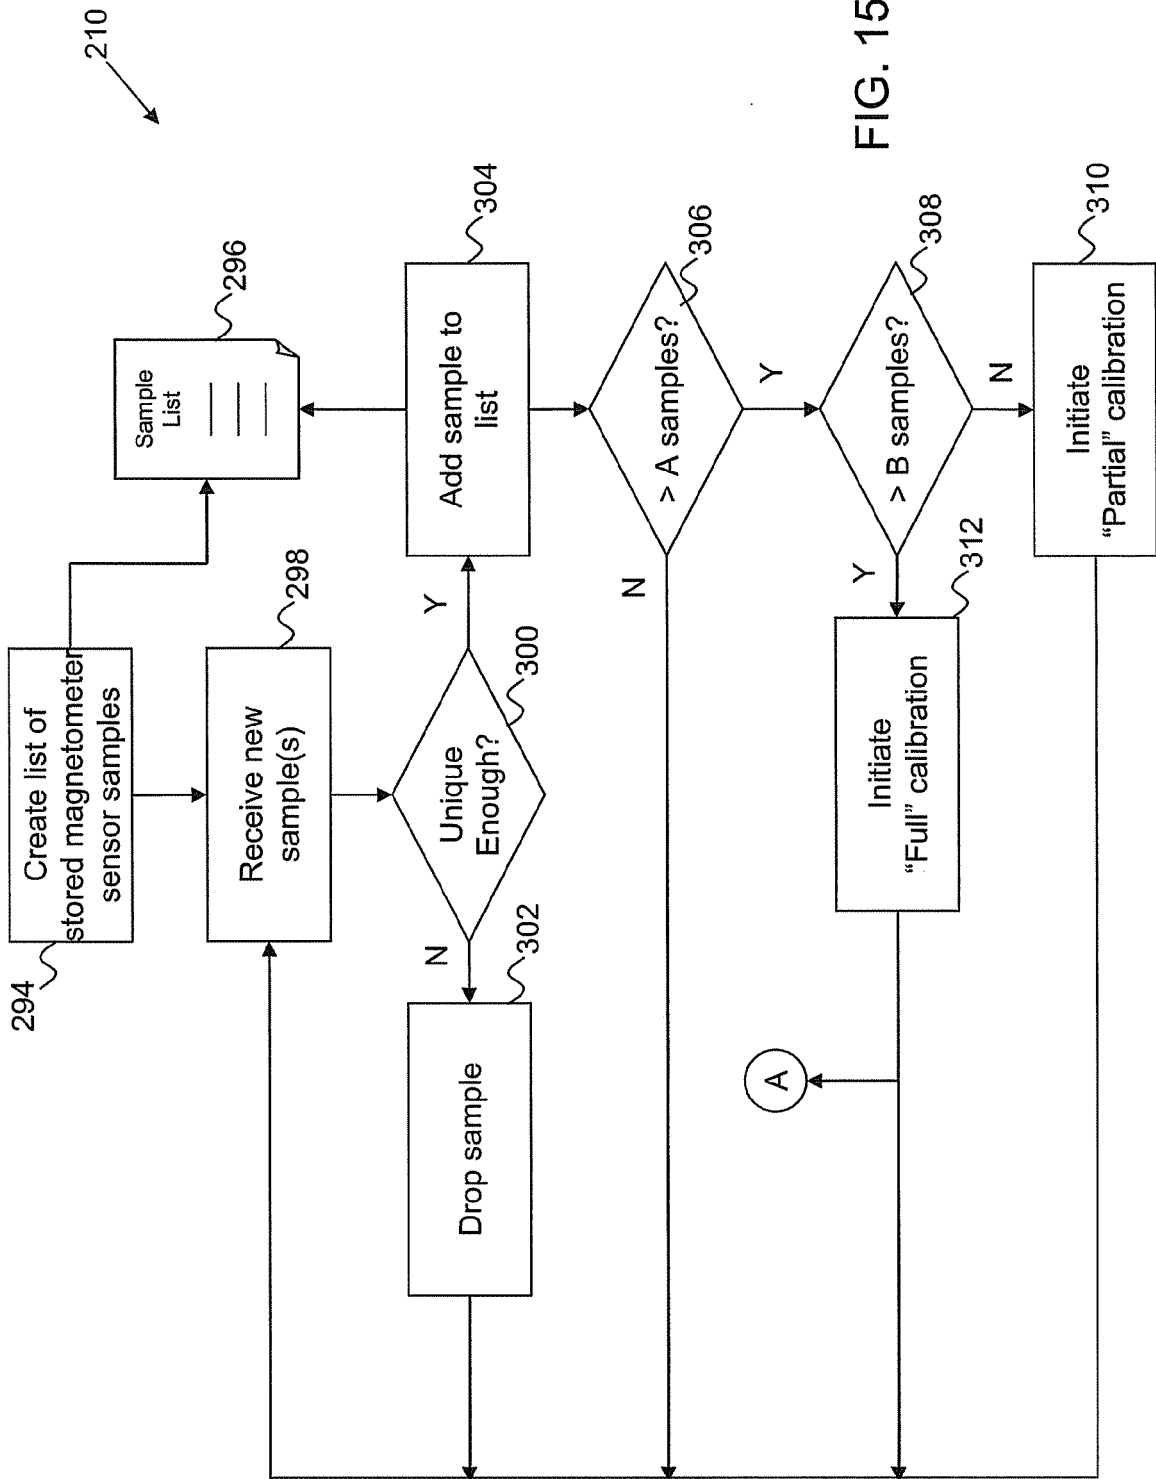 210
294
Create list of
stored magnetometer
sensor samples
296
Sample
List
298
Receive new
sample(s)
300
Unique
Enough?
Y
N
302
Drop sample
304
Add sample to
list
306
> A samples?
N
Y
308
> B samples?
Y
N
312
Initiate
“Full” calibration
A
310
Initiate
“Partial” calibration
FIG. 15